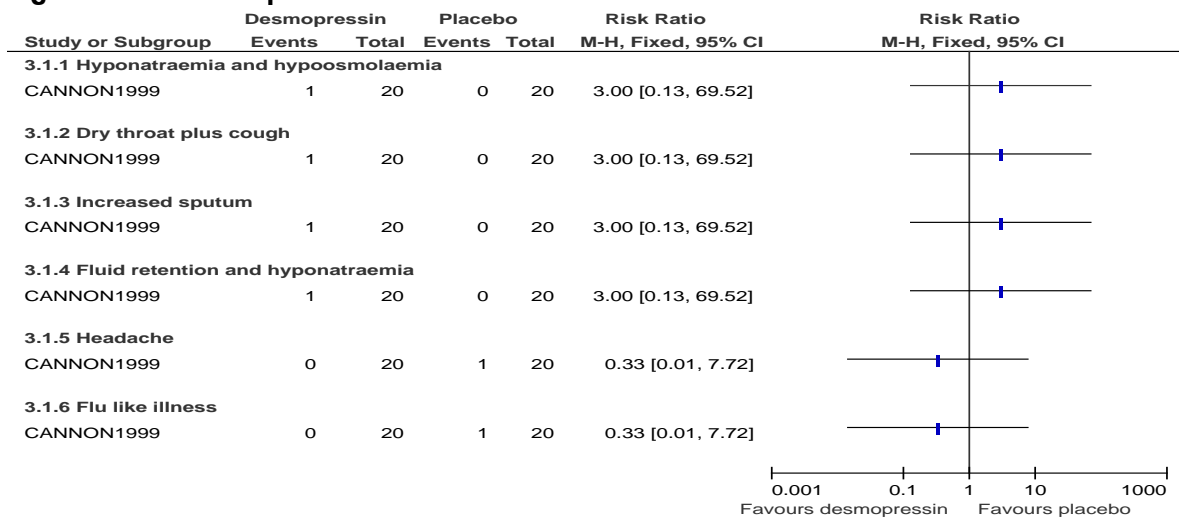 Desmopressin Placebo Risk Ratio Risk Ratio
Study or Subgroup Events Total Events Total M-H, Fixed, 95% CI M-H, Fixed, 95% CI
3.1.1 Hyponatraemia and hypoosmolaemia
CANNON1999 1 20 0 20 3.00 [0.13, 69.52]
3.1.2 Dry throat plus cough
CANNON1999 1 20 0 20 3.00 [0.13, 69.52]
3.1.3 Increased sputum
CANNON1999 1 20 0 20 3.00 [0.13, 69.52]
3.1.4 Fluid retention and hyponatraemia
CANNON1999 1 20 0 20 3.00 [0.13, 69.52]
3.1.5 Headache
CANNON1999 0 20 1 20 0.33 [0.01, 7.72]
3.1.6 Flu like illness
CANNON1999 0 20 1 20 0.33 [0.01, 7.72]
0.001 0.1 1 10 1000
Favours desmopressin Favours placebo